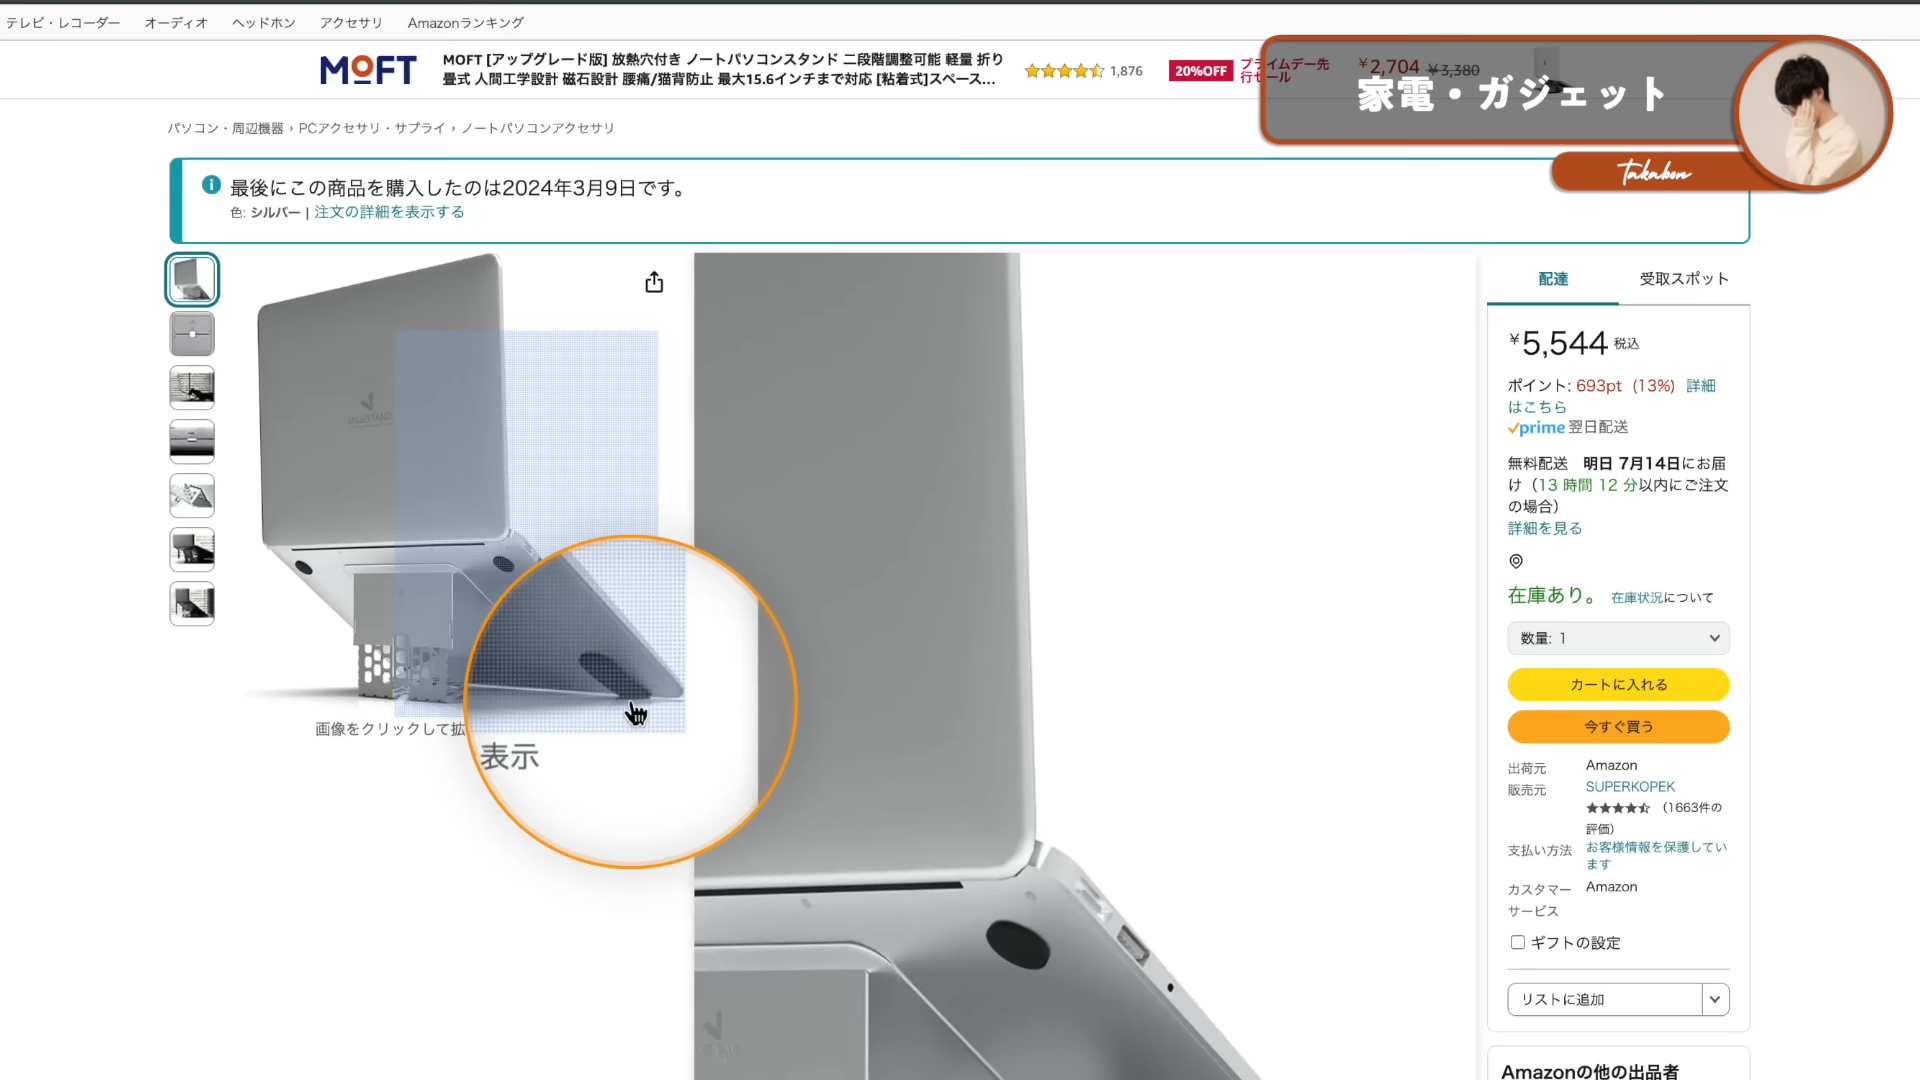 テレビ・レコーダー オーディオ ヘッドホン アクセサリ Amazonランキング
MOFT
MOFT [アップグレード版] 放熱穴付き ノートパソコンスタンド 二段階調整可能 軽量 折り
畳式 人間工学設計 磁石設計 腰痛/猫背防止 最大15.6インチまで対応 [粘着式]スペース...
1,876
20%OFF
プライムデー先
行セール
¥2,704 ¥3,380
家電・ガジェット
Takabon
パソコン・周辺機器 › PCアクセサリ・サプライ › ノートパソコンアクセサリ
最後にこの商品を購入したのは2024年3月9日です。
色: シルバー | 注文の詳細を表示する
画像をクリックして拡
表示
配達 受取スポット
¥5,544 税込
ポイント: 693pt (13%) 詳細
はこちら
prime 翌日配送
無料配送 明日 7月14日にお届
け（13 時間 12 分以内にご注文
の場合）
詳細を見る
在庫あり。 在庫状況について
数量: 1
カートに入れる
今すぐ買う
出荷元 Amazon
販売元 SUPERKOPEK
（1663件の
評価）
支払い方法 お客様情報を保護してい
ます
カスタマー Amazon
サービス
ギフトの設定
リストに追加
Amazonの他の出品者